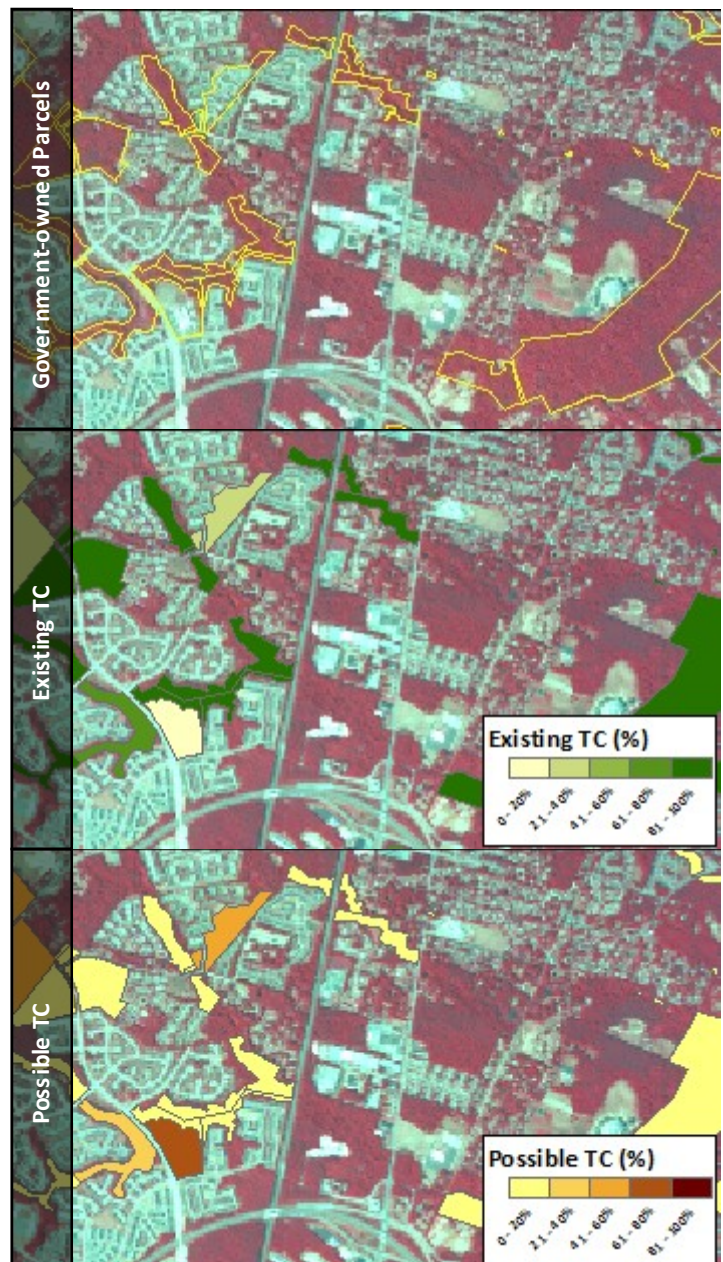 Government-owned Parcels
Existing TC
Existing TC (%)
0 - 20%
21 - 40%
41 - 60%
61 - 80%
81 - 100%
Possible TC
Possible TC (%)
0 - 20%
21 - 40%
41 - 60%
61 - 80%
81 - 100%